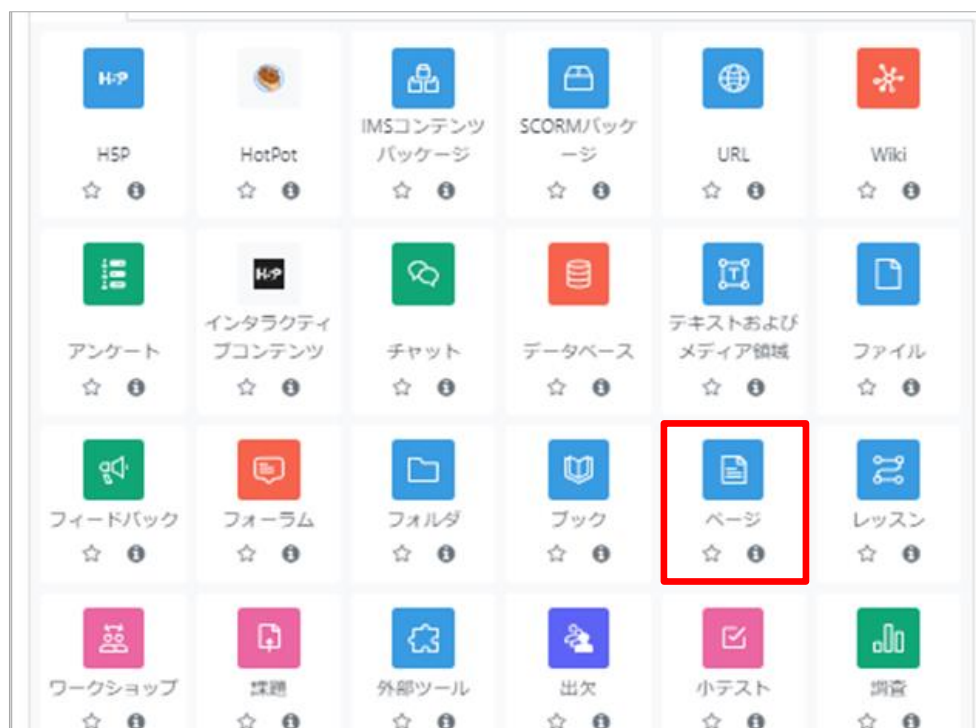 H5P
H5P
HotPot
IMSコンテンツ
パッケージ
SCORMパッケ
ージ
URL
Wiki
アンケート
H5P
インタラクティ
ブコンテンツ
チャット
データベース
T
テキストおよび
メディア領域
ファイル
フィードバック
フォーラム
フォルダ
ブック
ページ
レッスン
ワークショップ
課題
外部ツール
出欠
小テスト
調査